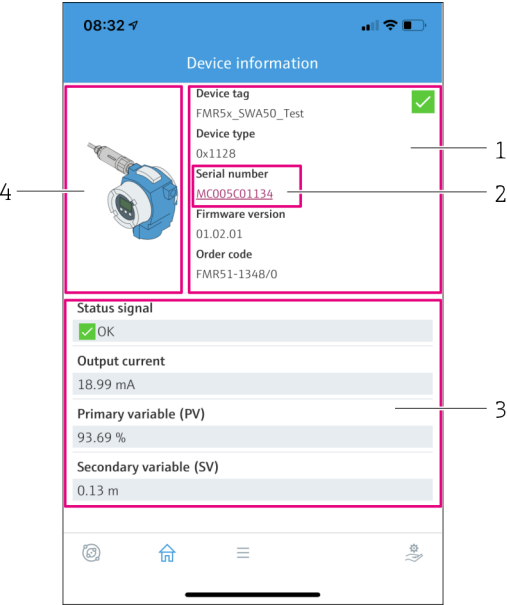 08:32
Device information
Device tag
FMR5x_SWA50_Test
Device type
0x1128
1
Serial number
MC005C01134
2
4
Firmware version
01.02.01
Order code
FMR51-1348/0
Status signal
OK
Output current
18.99 mA
Primary variable (PV)
3
93.69 %
Secondary variable (SV)
0.13 m